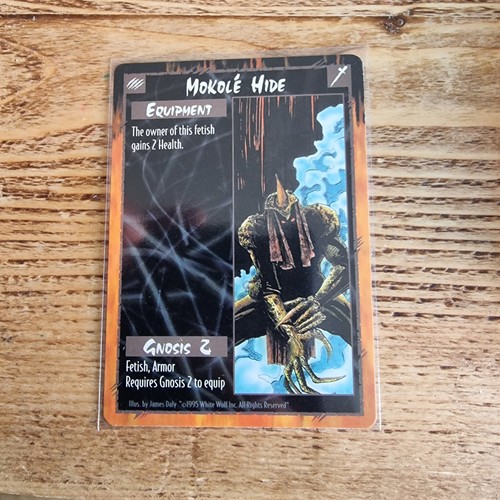 Mokolé Hide
Equipment
The owner of this fetish
gains 2 Health.
Gnosis 2
Fetish, Armor
Requires Gnosis 2 to equip
Illus. by James Daly "©1995 White Wolf Inc. All Rights Reserved"